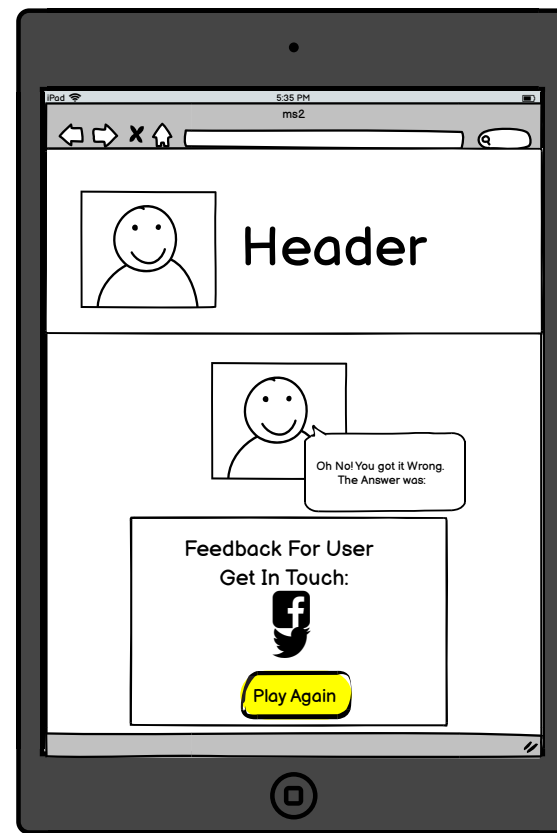 iPad 5:35 PM
ms2
Header
Oh No! You got it Wrong.
The Answer was:
Feedback For User
Get In Touch:
Play Again